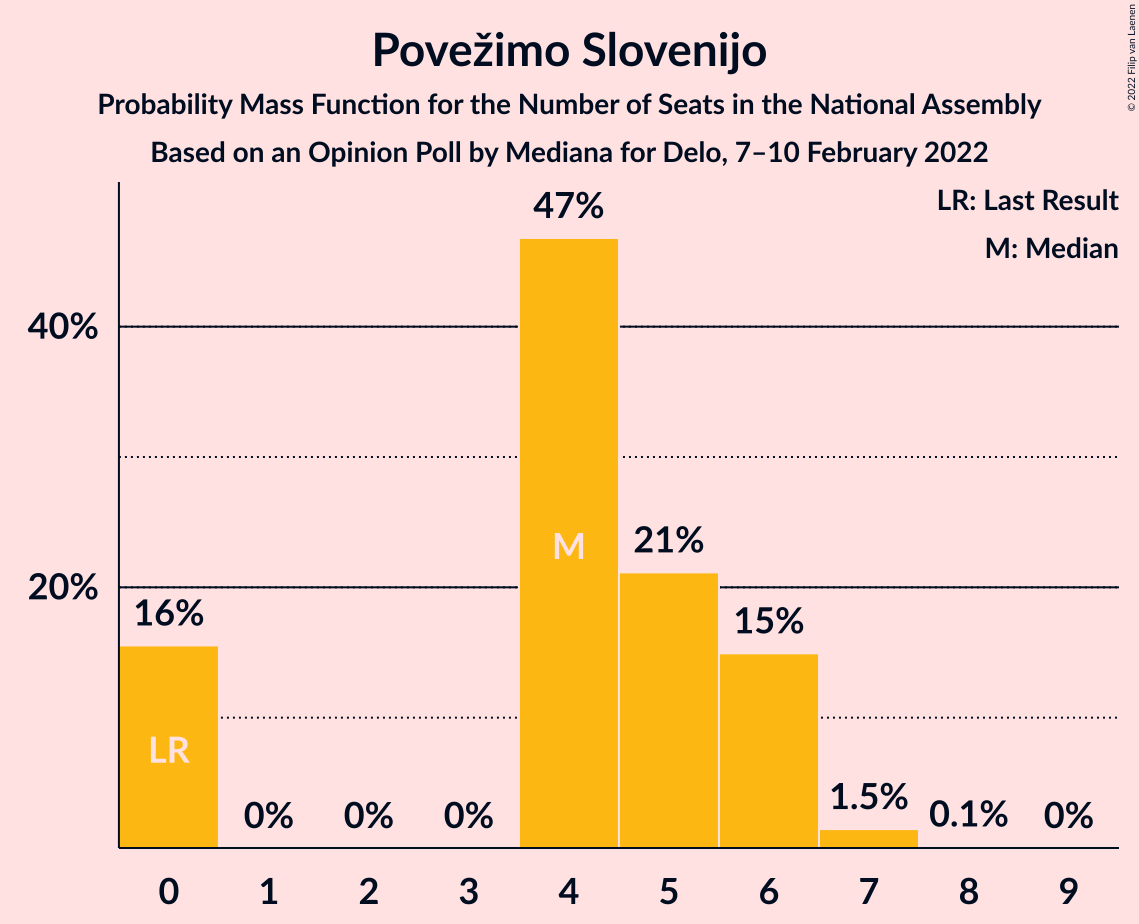 Povežimo Slovenijo
Probability Mass Function for the Number of Seats in the National Assembly
Based on an Opinion Poll by Mediana for Delo, 7–10 February 2022
© 2022 Filip van Laenen
LR: Last Result
M: Median
40%
20%
47%
M
21%
16%
LR
15%
0%
0%
0%
1.5%
0.1%
0%
0 1 2 3 4 5 6 7 8 9